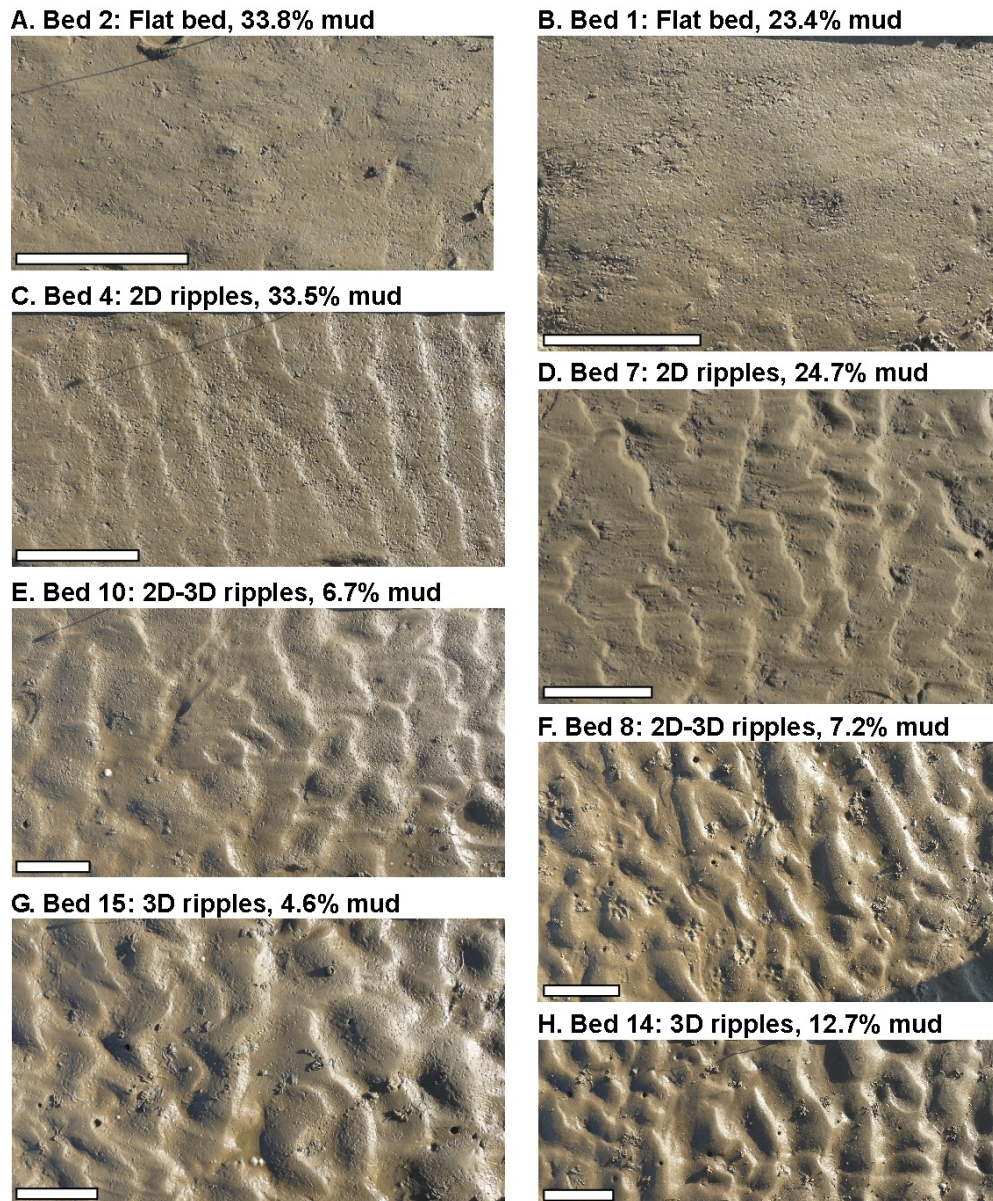 A. Bed 2: Flat bed, 33.8% mud
B. Bed 1: Flat bed, 23.4% mud
C. Bed 4: 2D ripples, 33.5% mud
D. Bed 7: 2D ripples, 24.7% mud
E. Bed 10: 2D-3D ripples, 6.7% mud
F. Bed 8: 2D-3D ripples, 7.2% mud
G. Bed 15: 3D ripples, 4.6% mud
H. Bed 14: 3D ripples, 12.7% mud